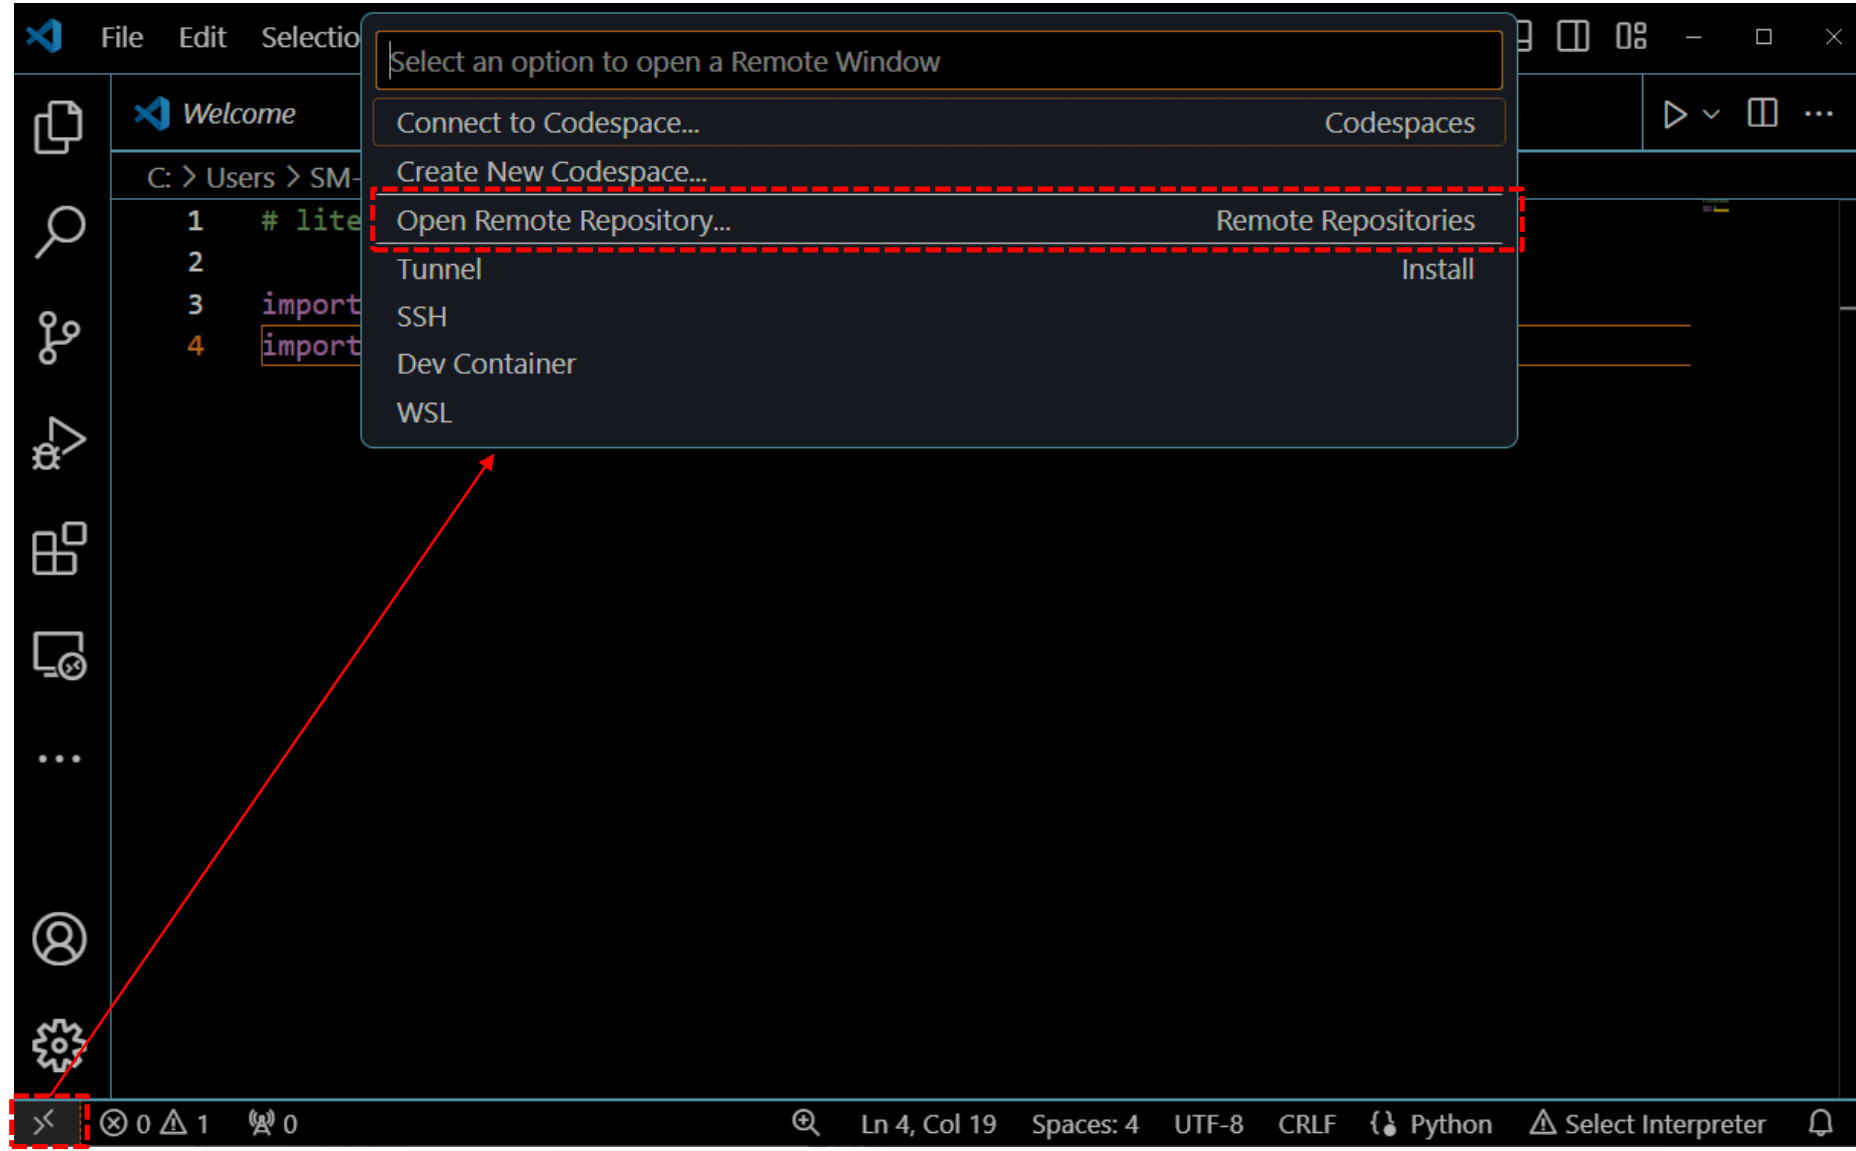 File Edit Selectio
Select an option to open a Remote Window
Connect to Codespace... Codespaces
Create New Codespace...
Open Remote Repository... Remote Repositories
Tunnel Install
SSH
Dev Container
WSL
Welcome
C: > Users > SM-
1 # lite
2
3 import
4 import
0 1 0 Ln 4, Col 19 Spaces: 4 UTF-8 CRLF Python Select Interpreter